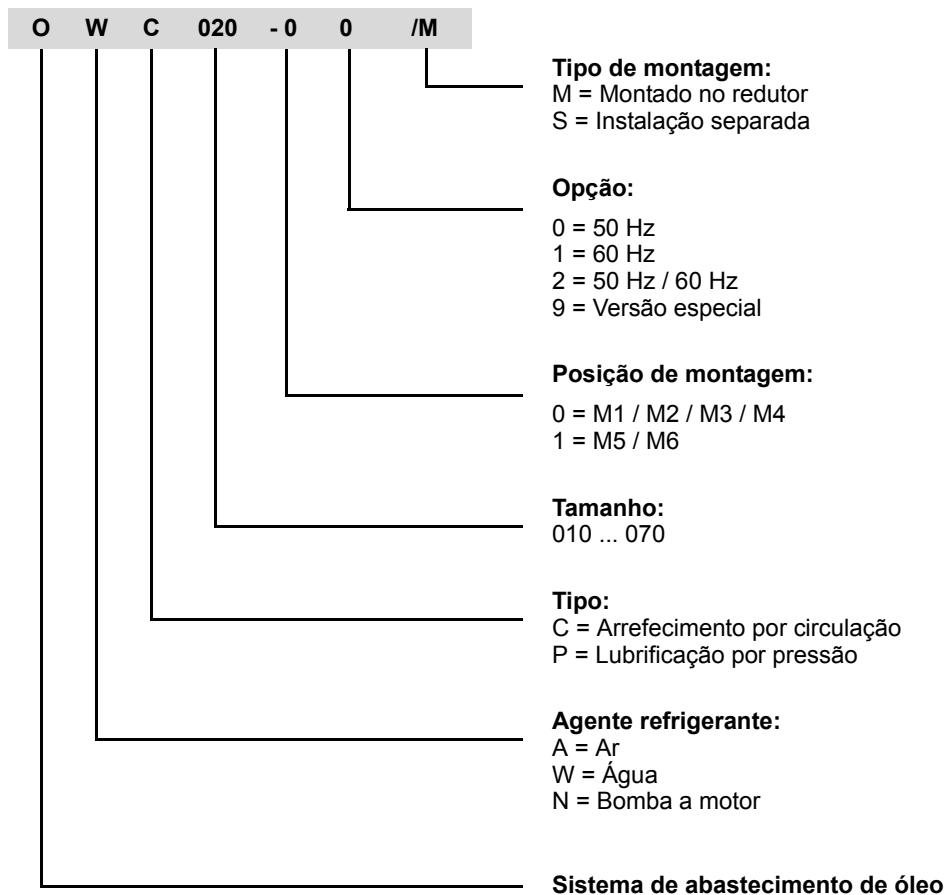 O W C 020 - 0 0 /M
Tipo de montagem:
M = Montado no redutor
S = Instalação separada
Opção:
0 = 50 Hz
1 = 60 Hz
2 = 50 Hz / 60 Hz
9 = Versão especial
Posição de montagem:
0 = M1 / M2 / M3 / M4
1 = M5 / M6
Tamanho:
010 ... 070
Tipo:
C = Arrefecimento por circulação
P = Lubrificação por pressão
Agente refrigerante:
A = Ar
W = Água
N = Bomba a motor
Sistema de abastecimento de óleo